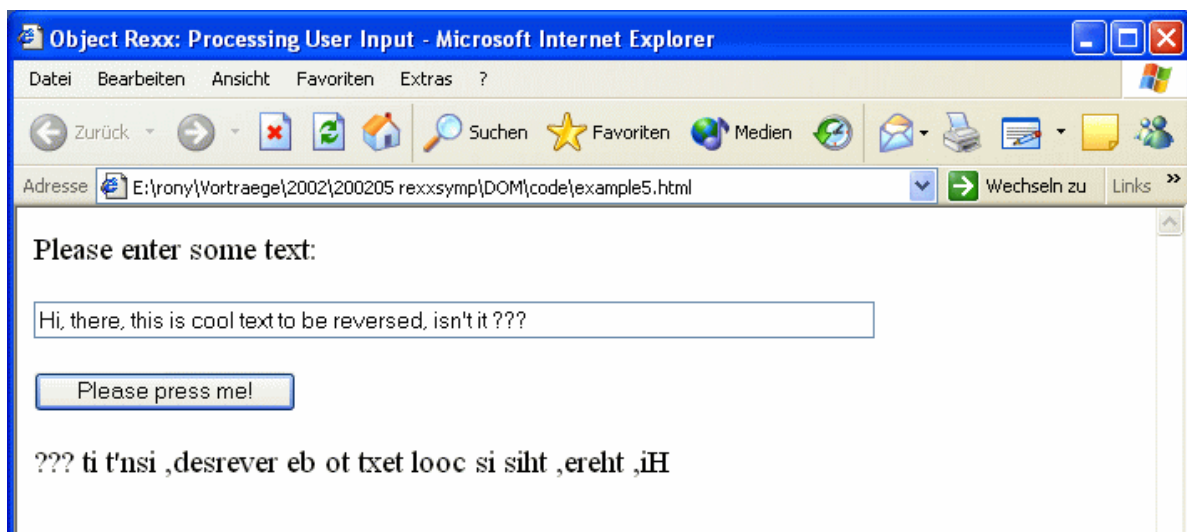 Object Rexx: Processing User Input - Microsoft Internet Explorer
Datei Bearbeiten Ansicht Favoriten Extras ?
Zurück Suchen Favoriten Medien
Adresse E:\rony\Vortraege\2002\200205 rexxsymp\DOM\code\example5.html Wechseln zu Links »
Please enter some text:
Hi, there, this is cool text to be reversed, isn't it ???
Please press me!
??? ti t'nsi ,desrever eb ot txet looc si siht ,ereht ,iH